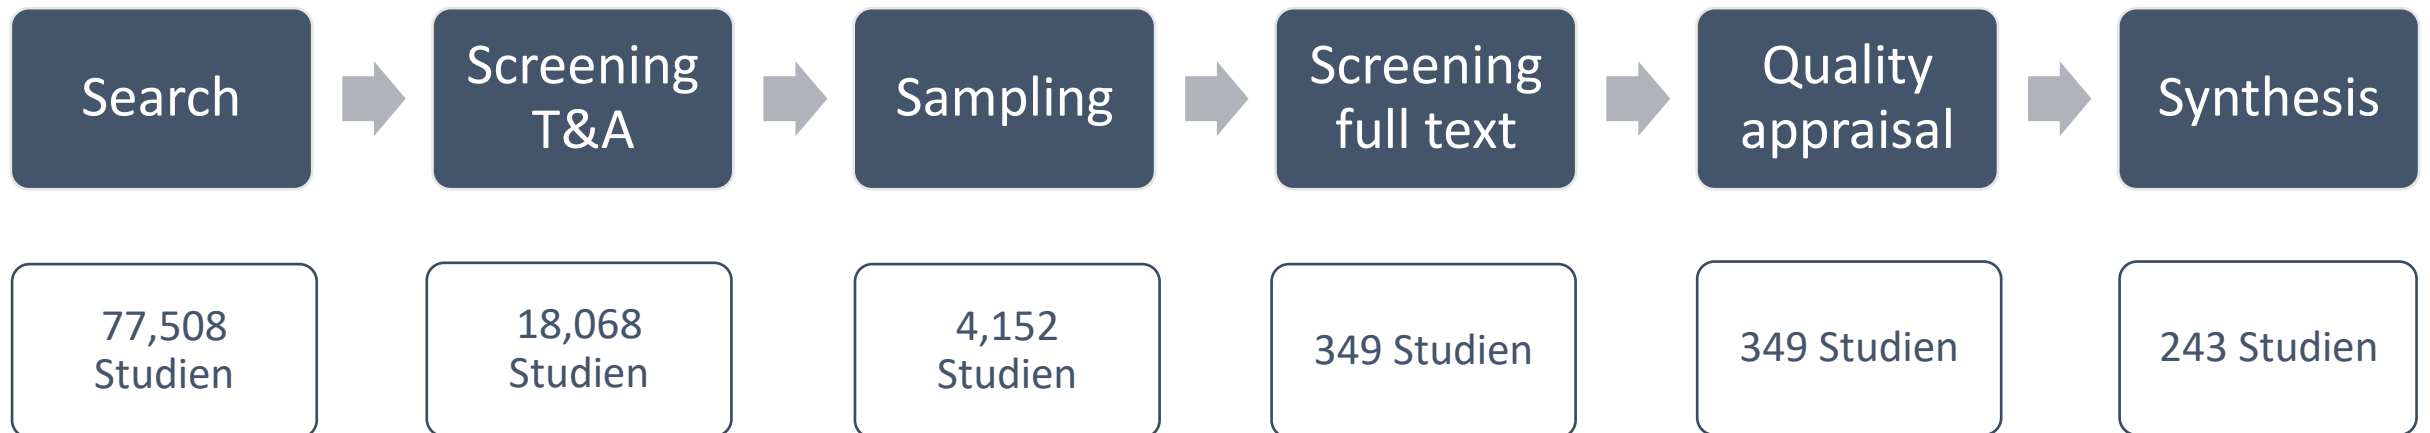 Search
Screening
T&A
Sampling
Screening
full text
Quality
appraisal
Synthesis
77,508
Studien
18,068
Studien
4,152
Studien
349 Studien
349 Studien
243 Studien